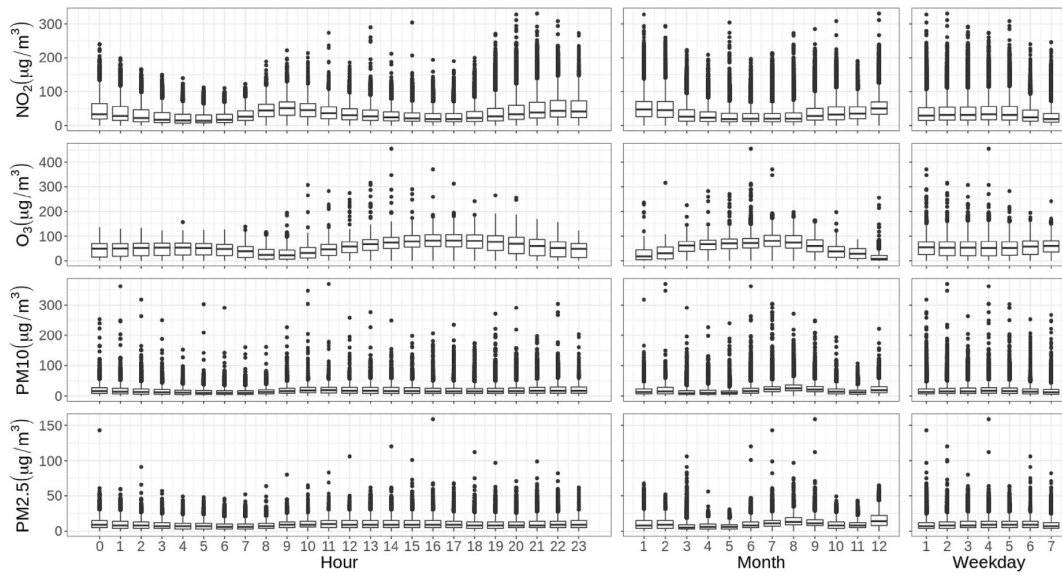 NO₂(μg/m³)
300
200
100
0
O₃(μg/m³)
400
300
200
100
0
PM10(μg/m³)
300
200
100
0
PM2.5(μg/m³)
150
100
50
0
0 1 2 3 4 5 6 7 8 9 10 11 12 13 14 15 16 17 18 19 20 21 22 23
1 2 3 4 5 6 7 8 9 10 11 12
1 2 3 4 5 6 7
Hour
Month
Weekday